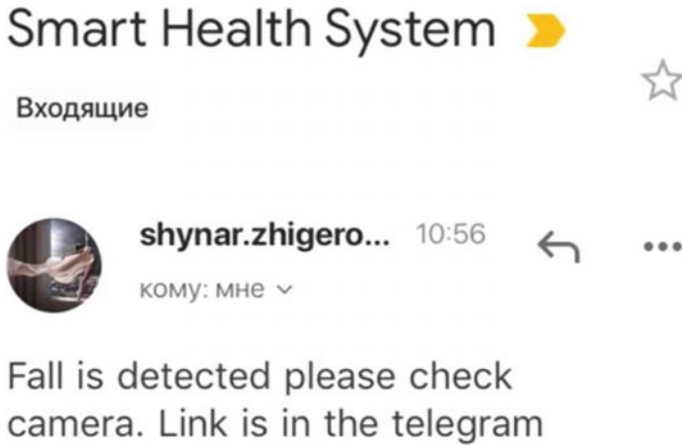 Smart Health System
Входящие
shynar.zhigero... 10:56
кому: мне
Fall is detected please check
camera. Link is in the telegram